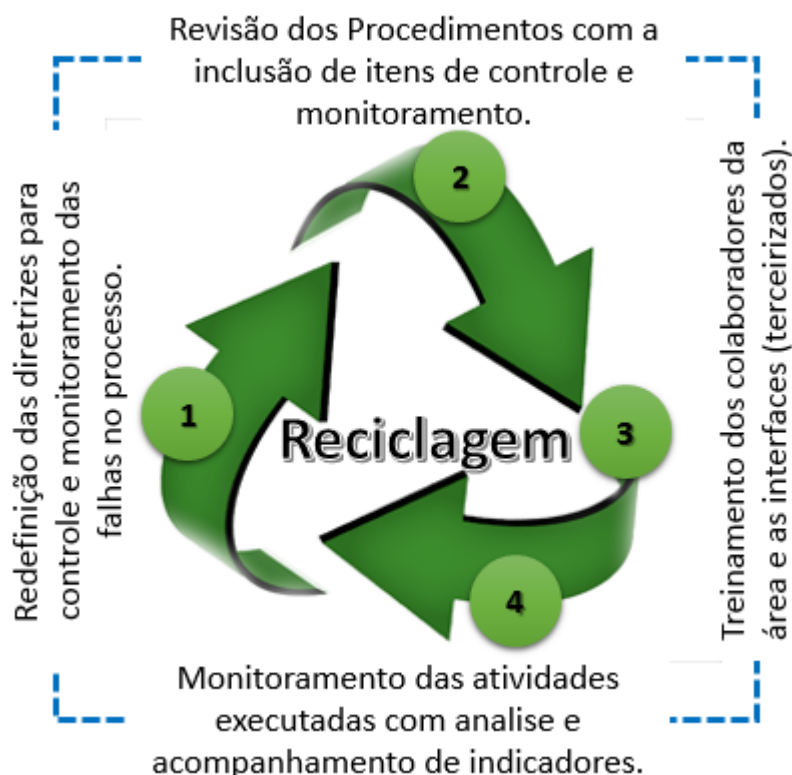 Revisão dos Procedimentos com a
inclusão de itens de controle e
monitoramento.
2
Redefinição das diretrizes para
controle e monitoramento das
falhas no processo.
1
Reciclagem
3
Treinamento dos colaboradores da
área e as interfaces (terceirizados).
4
Monitoramento das atividades
executadas com analise e
acompanhamento de indicadores.